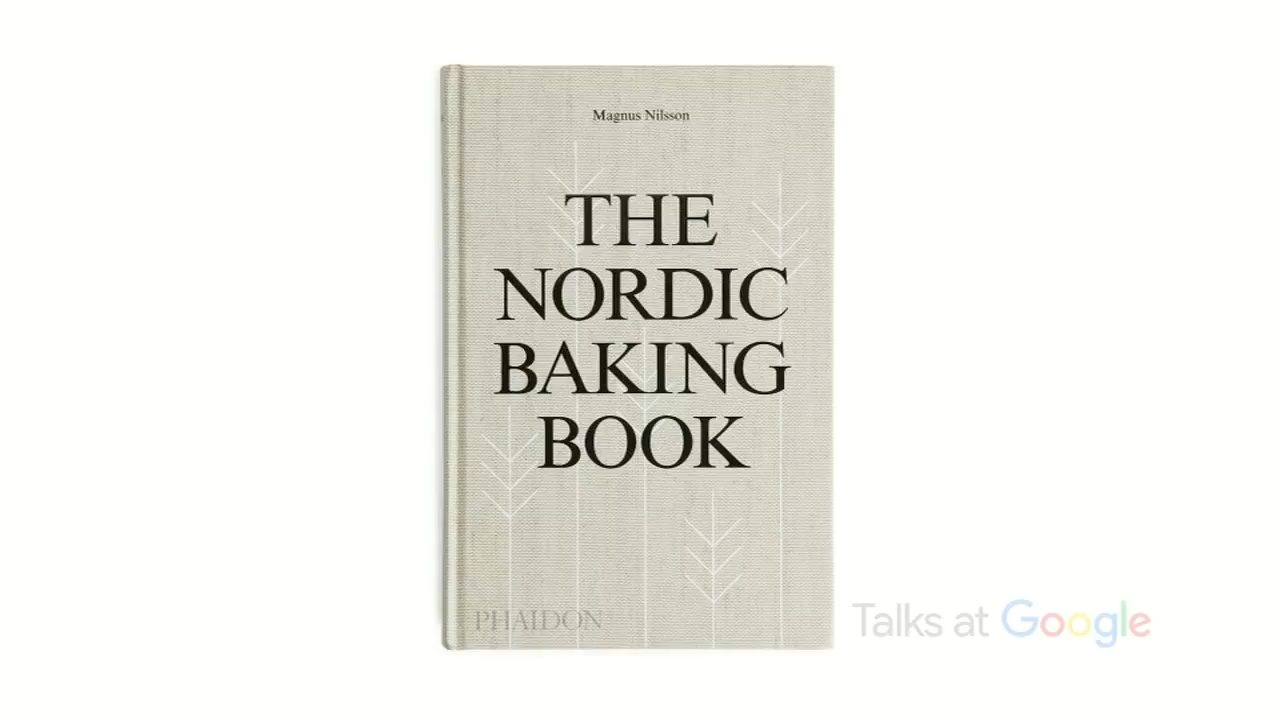 Magnus Nilsson
THE
NORDIC
BAKING
BOOK
PHAIDON
Talks at Google